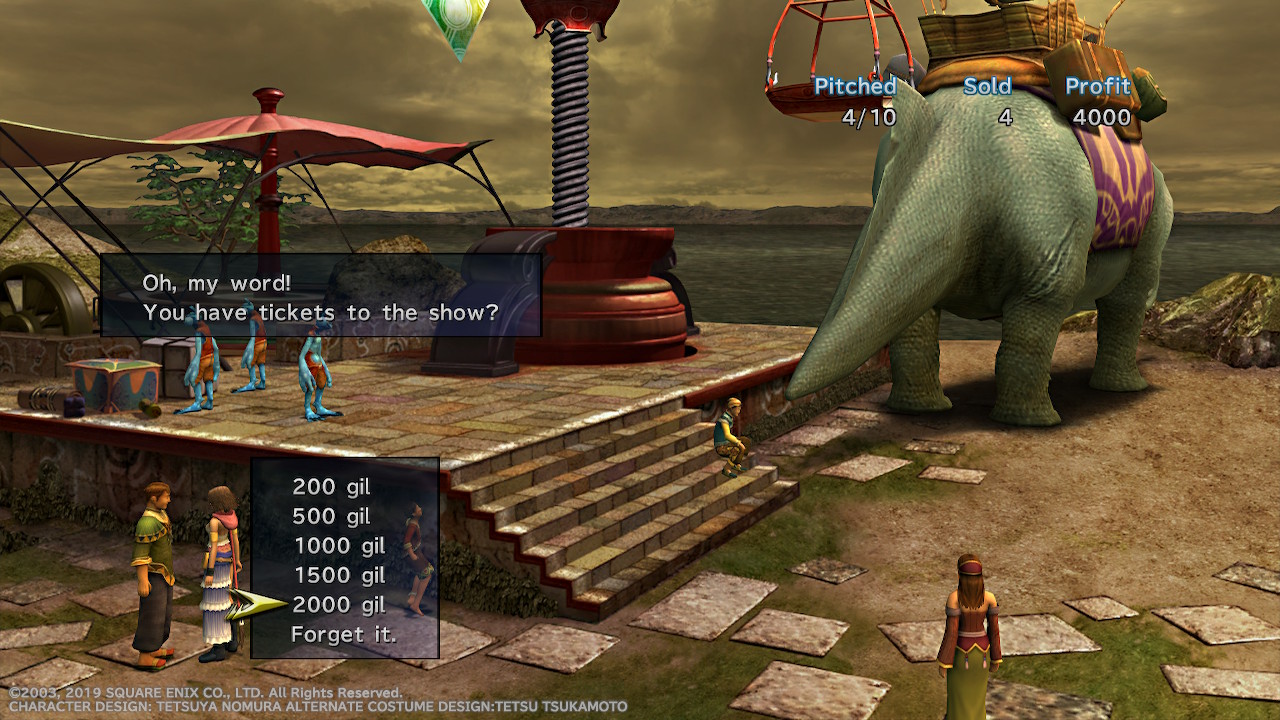 Pitched Sold Profit
4/10 4 4000
Oh, my word!
You have tickets to the show?
200 gil
500 gil
1000 gil
1500 gil
2000 gil
Forget it.
©2003, 2019 SQUARE ENIX CO., LTD. All Rights Reserved.
CHARACTER DESIGN: TETSUYA NOMURA ALTERNATE COSTUME DESIGN:TETSU TSUKAMOTO